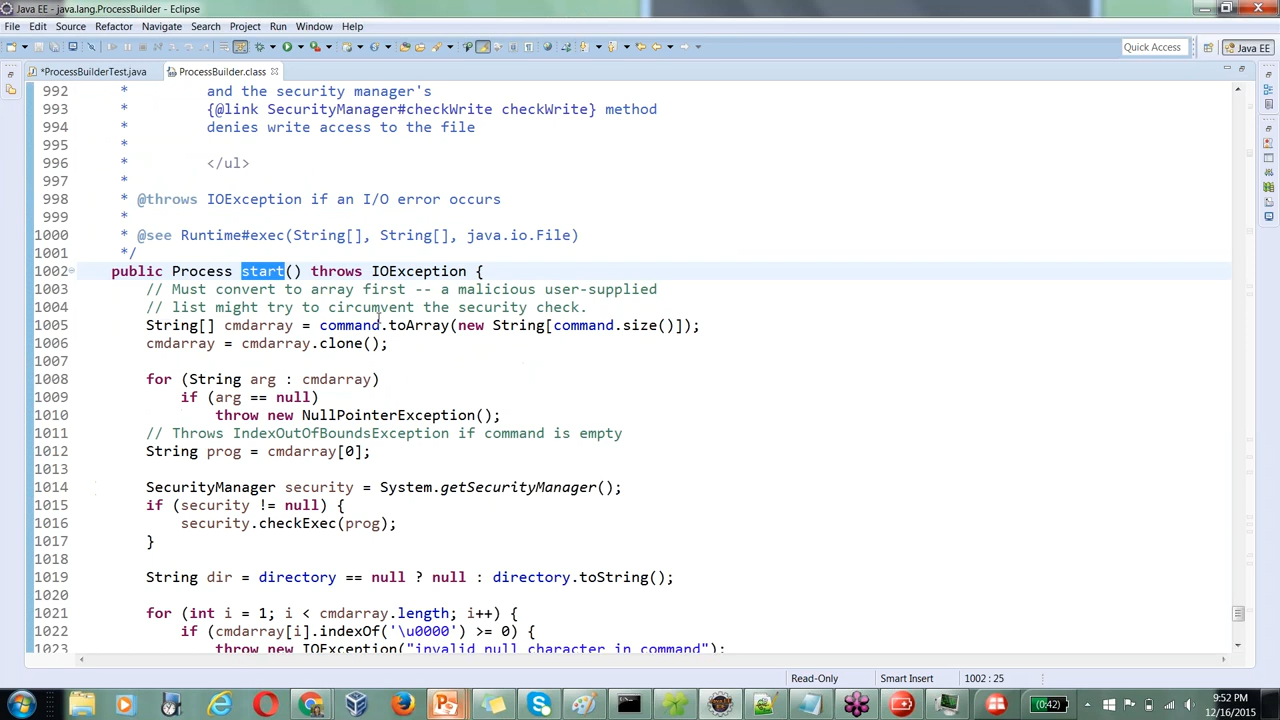 Java EE - java.lang.ProcessBuilder - Eclipse
File Edit Source Refactor Navigate Search Project Run Window Help
Quick Access
Java EE
*ProcessBuilderTest.java
ProcessBuilder.class
992 * and the security manager's
993 * {@link SecurityManager#checkWrite checkWrite} method
994 * denies write access to the file
995 *
996 * </ul>
997 *
998 * @throws IOException if an I/O error occurs
999 *
1000 * @see Runtime#exec(String[], String[], java.io.File)
1001 */
1002 public Process start() throws IOException {
1003 // Must convert to array first -- a malicious user-supplied
1004 // list might try to circumvent the security check.
1005 String[] cmdarray = command.toArray(new String[command.size()]);
1006 cmdarray = cmdarray.clone();
1007
1008 for (String arg : cmdarray)
1009 if (arg == null)
1010 throw new NullPointerException();
1011 // Throws IndexOutOfBoundsException if command is empty
1012 String prog = cmdarray[0];
1013
1014 SecurityManager security = System.getSecurityManager();
1015 if (security != null) {
1016 security.checkExec(prog);
1017 }
1018
1019 String dir = directory == null ? null : directory.toString();
1020
1021 for (int i = 1; i < cmdarray.length; i++) {
1022 if (cmdarray[i].indexOf('\u0000') >= 0) {
1023 throw new IOException("invalid null character in command");
Read-Only
Smart Insert
1002 : 25
(0:42)
9:52 PM
12/16/2015